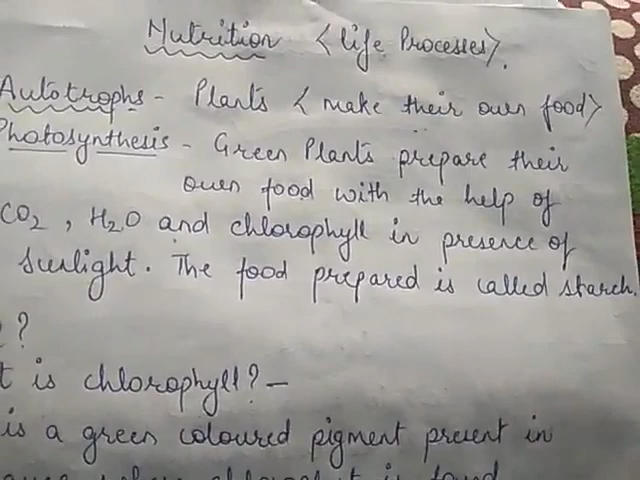 Nutrition <life Processes>.
Autotrophs - Plants < make their own food>
Photosynthesis - Green Plants prepare their
own food with the help of
CO2 , H2O and chlorophyll in presence of
sunlight. The food prepared is called starch.
?
t is chlorophyll? -
is a green coloured pigment present in
is found